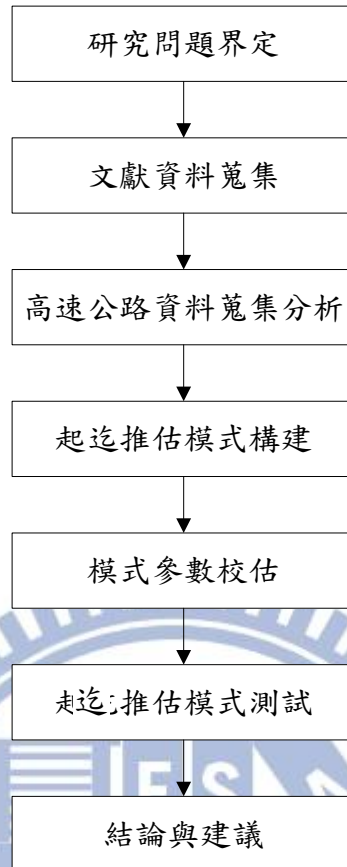 研究問題界定
文獻資料蒐集
高速公路資料蒐集分析
起迄推估模式構建
模式參數校估
起迄推估模式測試
結論與建議